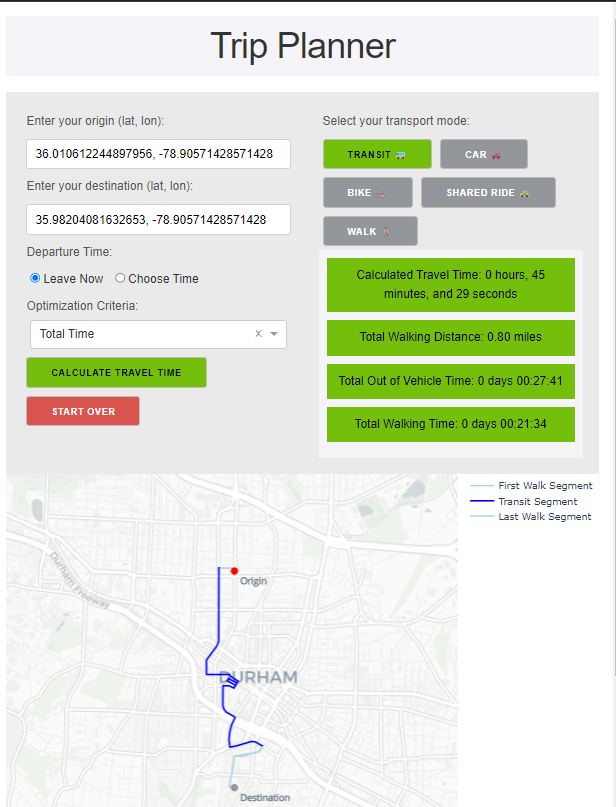 Trip Planner
Enter your origin (lat, lon):
36.010612244897956, -78.90571428571428
Enter your destination (lat, lon):
35.98204081632653, -78.90571428571428
Departure Time:
Leave Now Choose Time
Optimization Criteria:
Total Time ×
CALCULATE TRAVEL TIME
START OVER
Select your transport mode:
TRANSIT CAR
BIKE SHARED RIDE
WALK
Calculated Travel Time: 0 hours, 45
minutes, and 29 seconds
Total Walking Distance: 0.80 miles
Total Out of Vehicle Time: 0 days 00:27:41
Total Walking Time: 0 days 00:21:34
First Walk Segment
Transit Segment
Last Walk Segment
Durham Freeway
Origin
DURHAM
Destination